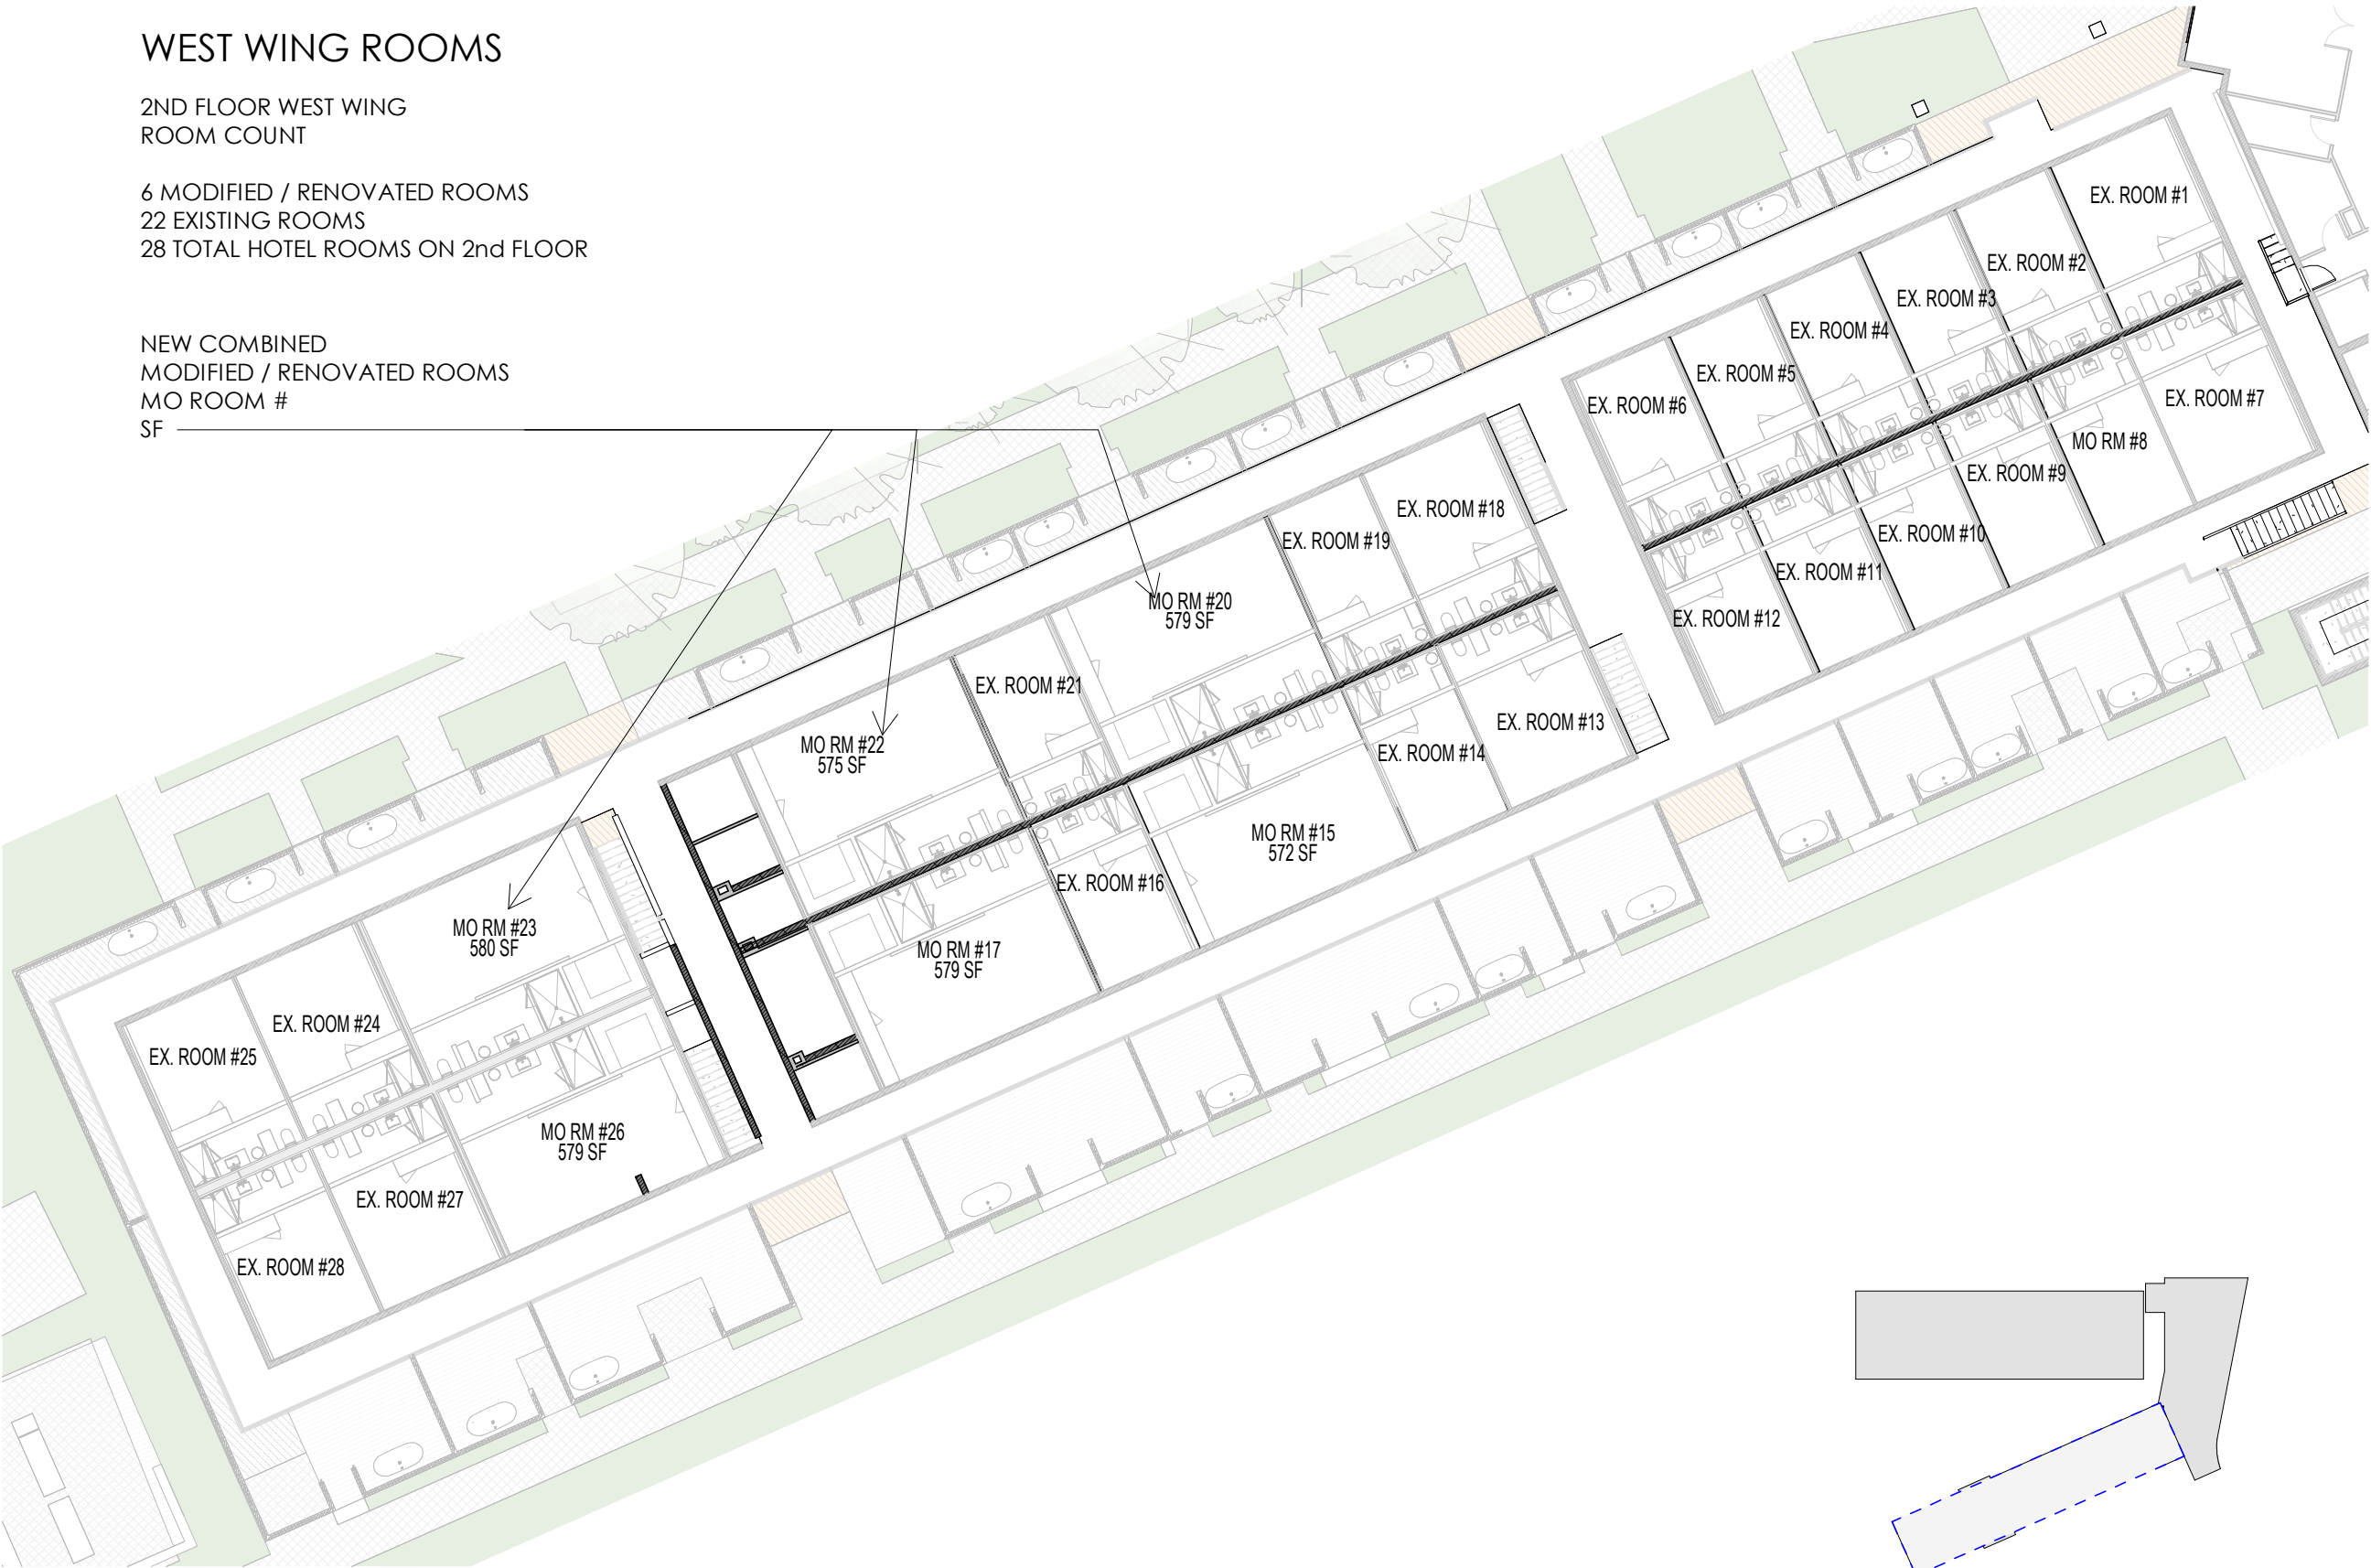 WEST WING ROOMS
2ND FLOOR WEST WING
ROOM COUNT
6 MODIFIED / RENOVATED ROOMS
22 EXISTING ROOMS
28 TOTAL HOTEL ROOMS ON 2nd FLOOR
NEW COMBINED
MODIFIED / RENOVATED ROOMS
MO ROOM #
SF
EX. ROOM #1
EX. ROOM #2
EX. ROOM #3
EX. ROOM #4
EX. ROOM #5
EX. ROOM #6
EX. ROOM #7
MO RM #8
EX. ROOM #9
EX. ROOM #10
EX. ROOM #11
EX. ROOM #12
EX. ROOM #18
EX. ROOM #19
MO RM #20
579 SF
EX. ROOM #21
MO RM #22
575 SF
EX. ROOM #13
EX. ROOM #14
MO RM #15
572 SF
EX. ROOM #16
MO RM #17
579 SF
MO RM #23
580 SF
EX. ROOM #24
EX. ROOM #25
MO RM #26
579 SF
EX. ROOM #27
EX. ROOM #28